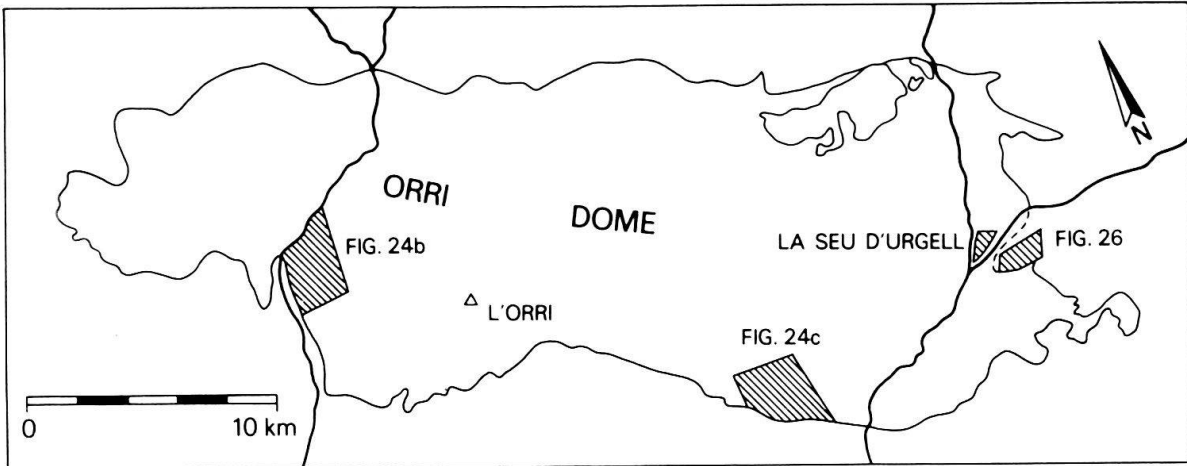 N
ORRI
DOME
LA SEU D'URGELL
FIG. 26
FIG. 24b
L'ORRI
FIG. 24c
0
10 km